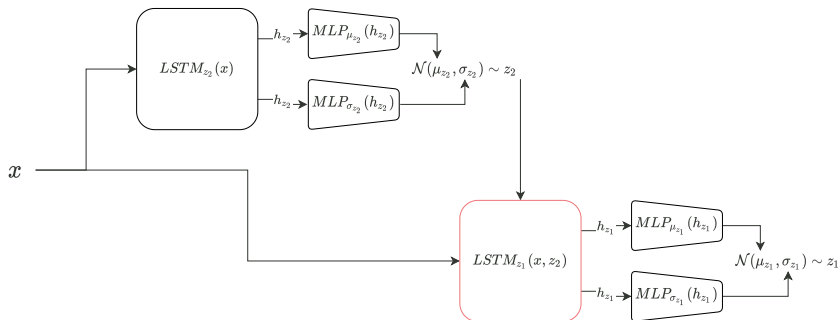 h_{z_2}
MLP_{μ_{z_2}}(h_{z_2})
LSTM_{z_2}(x)
N(μ_{z_2}, σ_{z_2}) ∼ z_2
h_{z_2}
MLP_{σ_{z_2}}(h_{z_2})
x
h_{z_1}
MLP_{μ_{z_1}}(h_{z_1})
LSTM_{z_1}(x, z_2)
N(μ_{z_1}, σ_{z_1}) ∼ z_1
h_{z_1}
MLP_{σ_{z_1}}(h_{z_1})